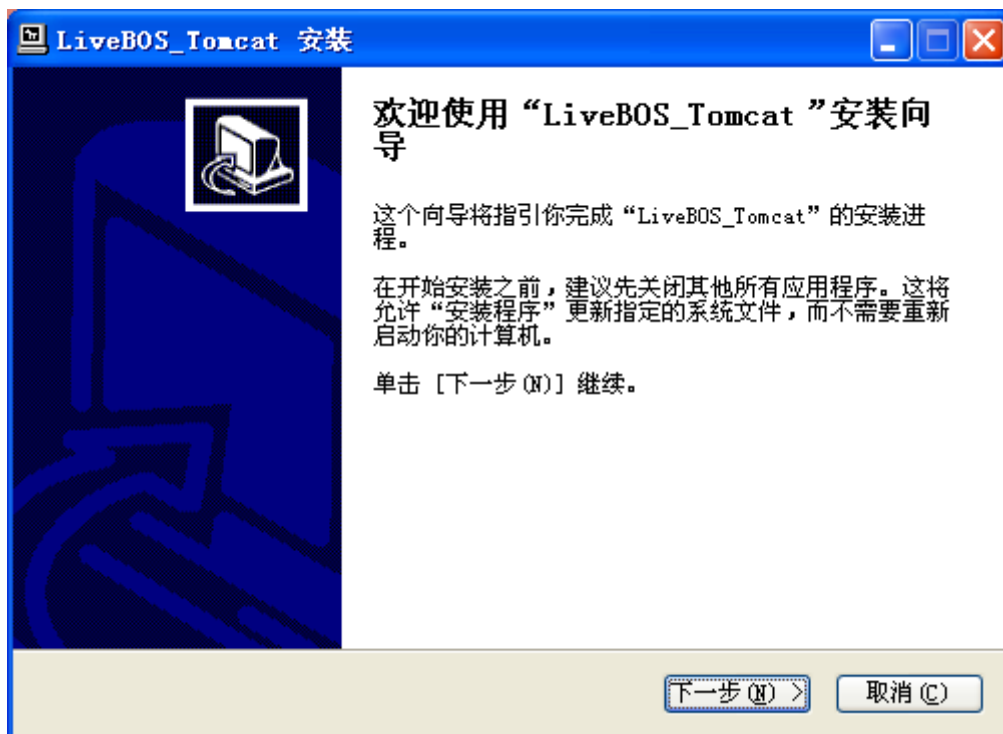 LiveBOS_Tomcat 安装
欢迎使用“LiveBOS_Tomcat ”安装向
导
这个向导将指引你完成“LiveBOS_Tomcat”的安装进
程。
在开始安装之前，建议先关闭其他所有应用程序。这将
允许“安装程序”更新指定的系统文件，而不需要重新
启动你的计算机。
单击 [下一步(N)] 继续。
下一步(N) >
取消(C)